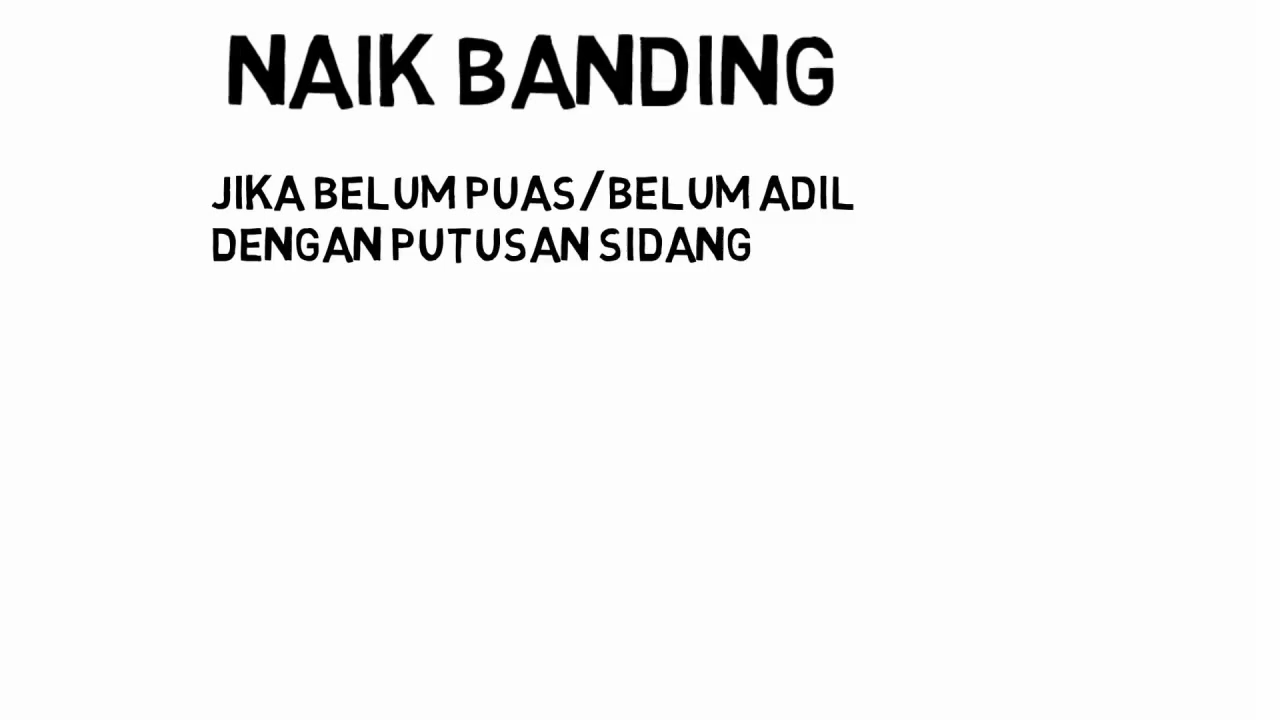 NAIK BANDING
JIKA BELUM PUAS/BELUM ADIL
DENGAN PUTUSAN SIDANG